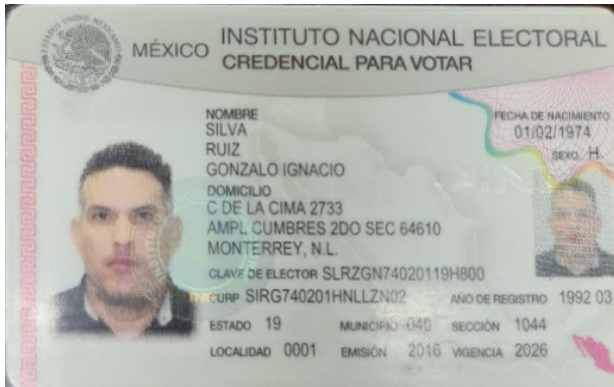 MÉXICO
INSTITUTO NACIONAL ELECTORAL
CREDENCIAL PARA VOTAR
NOMBRE
SILVA
RUIZ
GONZALO IGNACIO
FECHA DE NACIMIENTO
01/02/1974
SEXO H
DOMICILIO
C DE LA CIMA 2733
AMPL CUMBRES 2DO SEC 64610
MONTERREY, N.L.
CLAVE DE ELECTOR SLRZGN74020119H800
CURP SIRG740201HNLLZN02 AÑO DE REGISTRO 1992 03
ESTADO 19 MUNICIPIO 040 SECCIÓN 1044
LOCALIDAD 0001 EMISIÓN 2016 VIGENCIA 2026